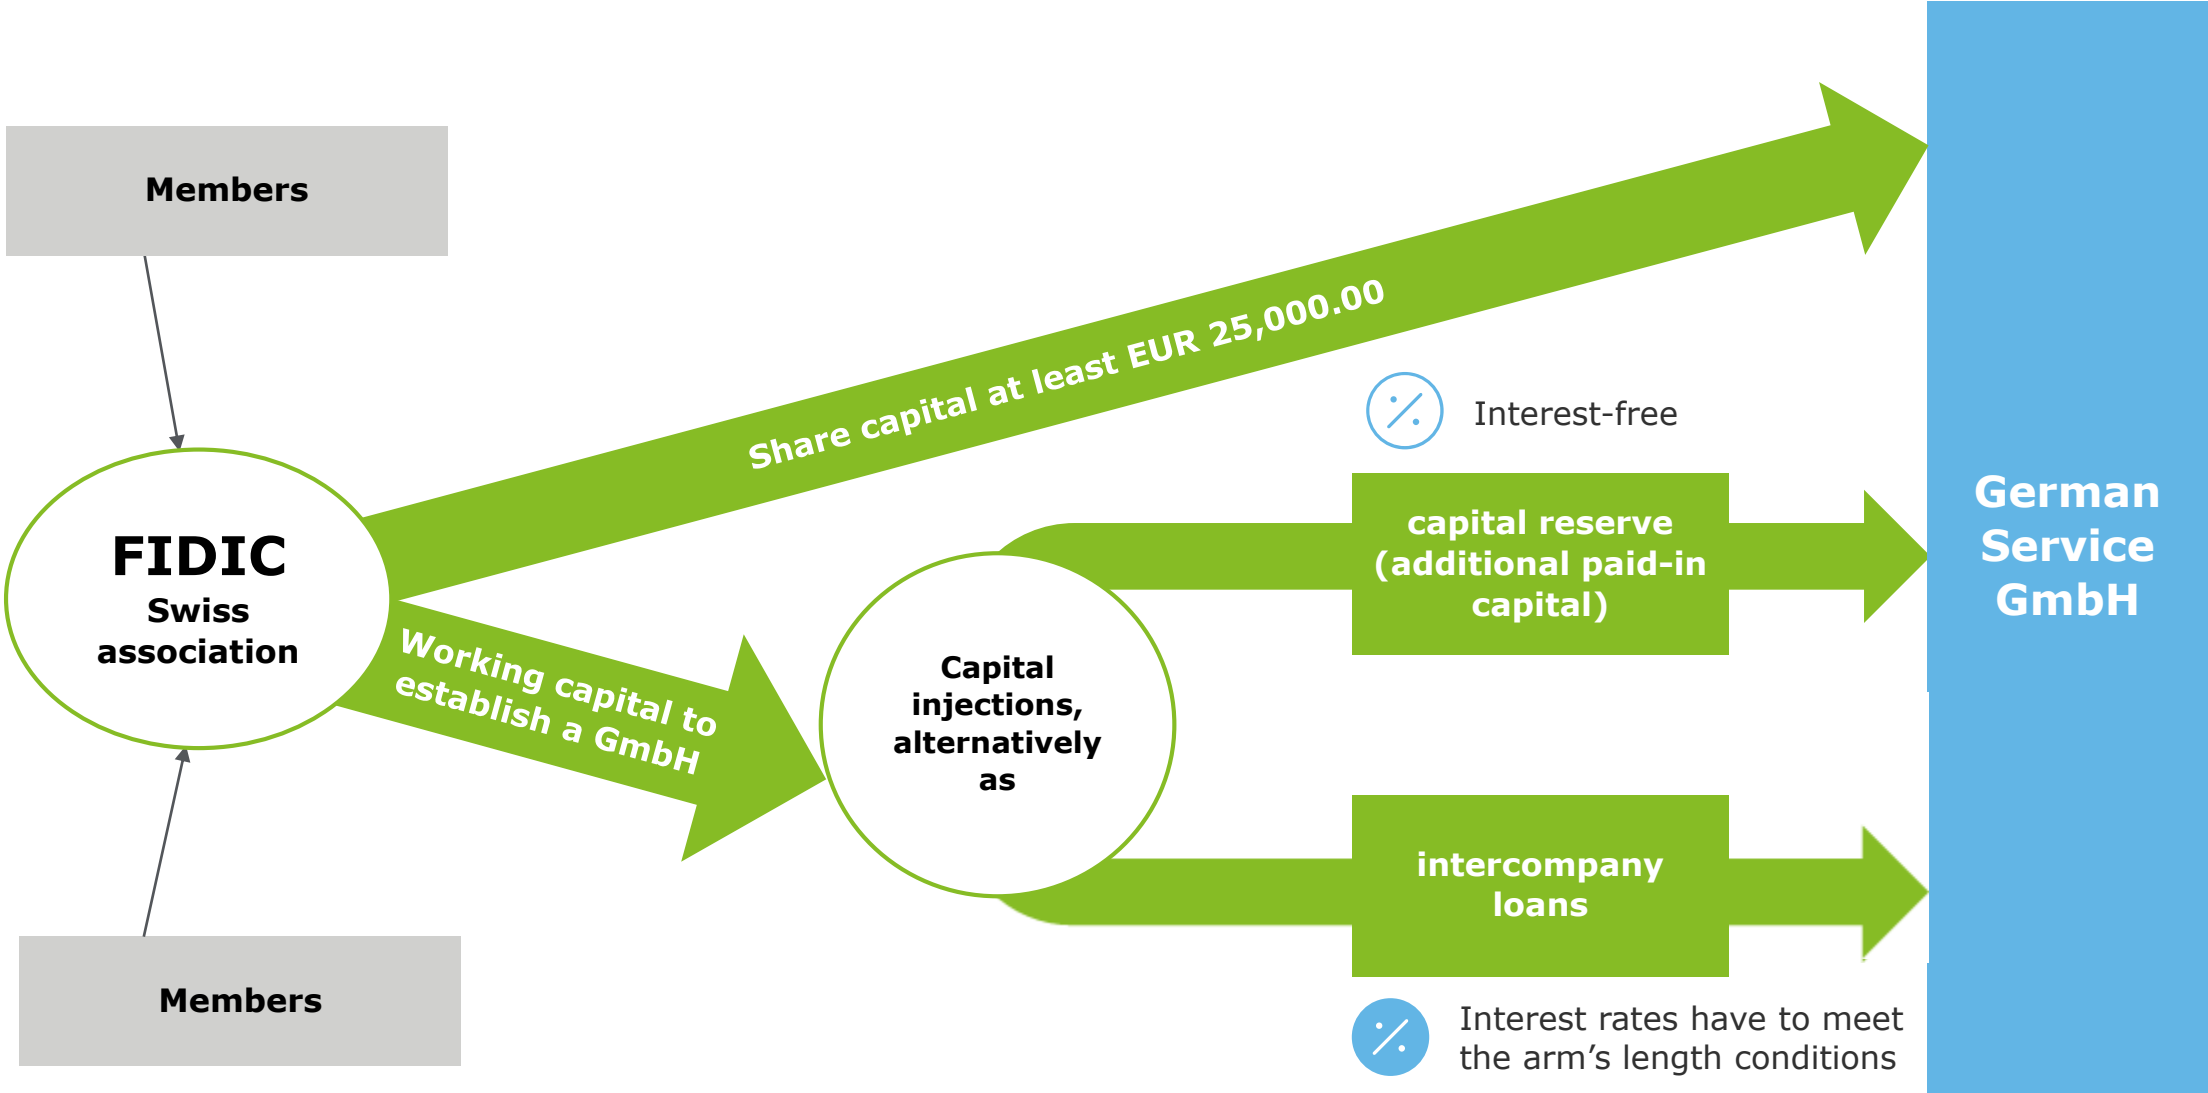 Members
Share capital at least EUR 25,000.00
Interest-free
FIDIC
Swiss
association
Working capital to
establish a GmbH
Capital
injections,
alternatively
as
capital reserve
(additional paid-in
capital)
German
Service
GmbH
intercompany
loans
Members
Interest rates have to meet
the arm’s length conditions